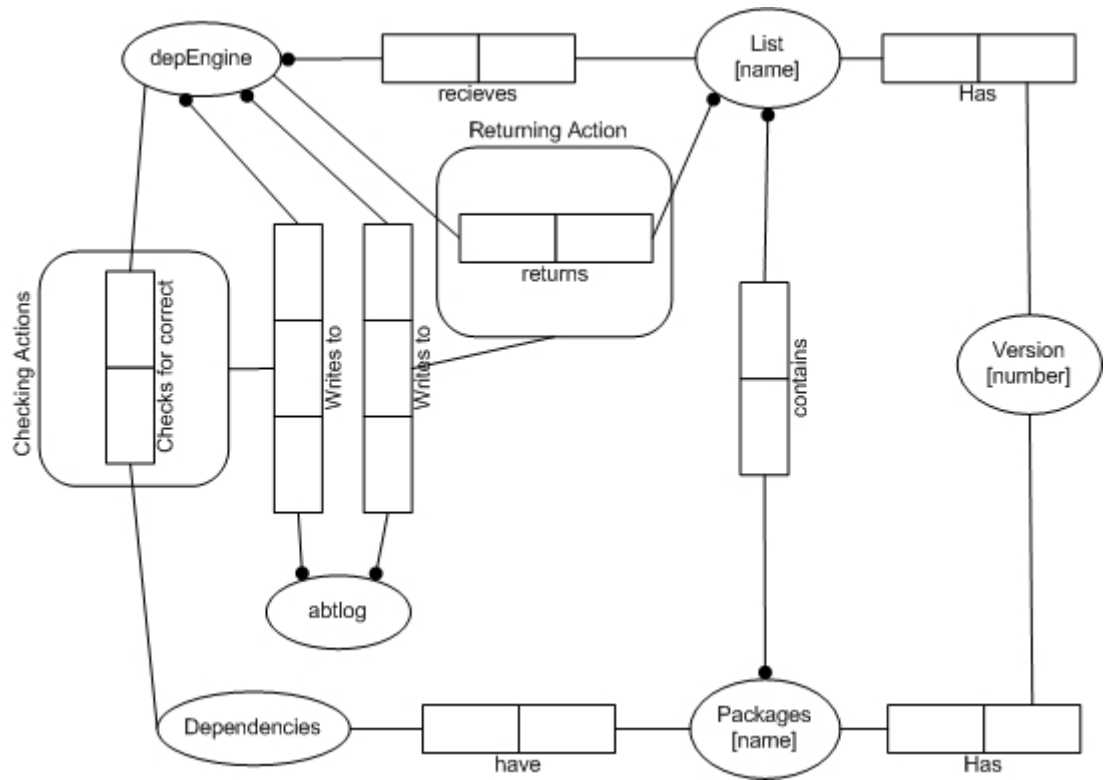 depEngine
List
[name]
recieves
Has
Returning Action
returns
Checking Actions
Checks for correct
Writes to
Writes to
contains
Version
[number]
abtlog
Dependencies
have
Packages
[name]
Has